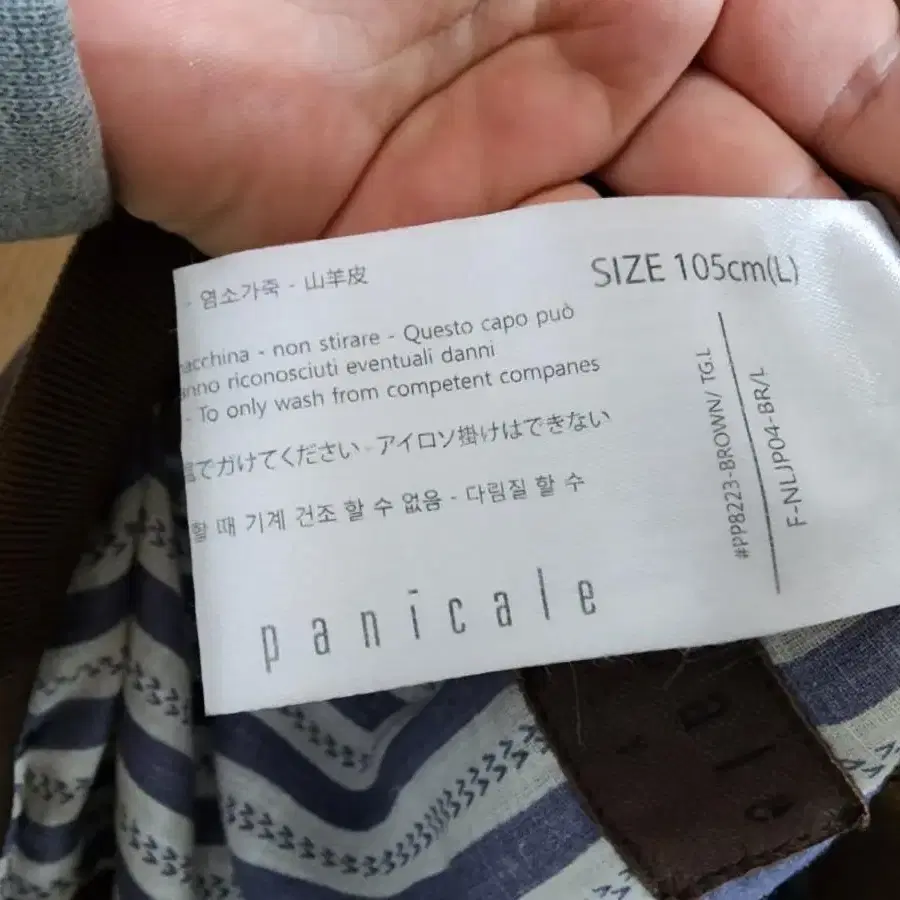 - 염소가죽 - 山羊皮
SIZE 105cm(L)
acchina - non stirare - Questo capo può
nno riconosciuti eventuali danni
- To only wash from competent companes
でガけてください - アイロソ掛けはできない
할 때 기계 건조 할 수 없음 - 다림질 할 수
panicale
#PP8223-BROWN/ TG.L
F-NLJP04-BR/L